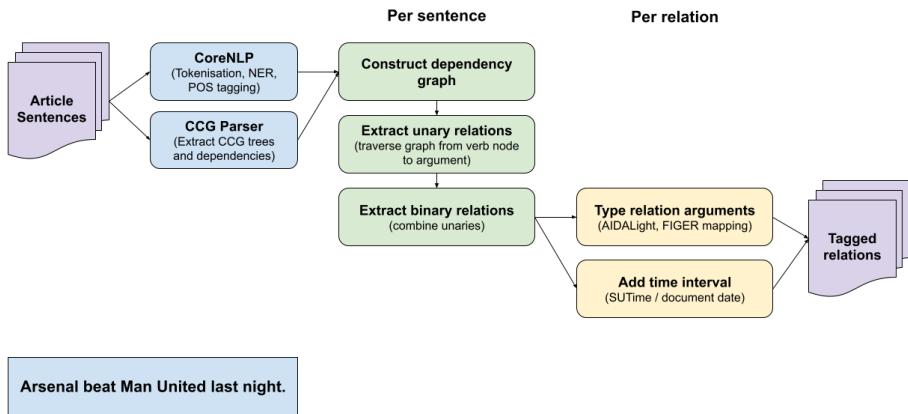 Per sentence
Per relation
Article
Sentences
CoreNLP
(Tokenisation, NER,
POS tagging)
CCG Parser
(Extract CCG trees
and dependencies)
Construct dependency
graph
Extract unary relations
(traverse graph from verb
node to argument)
Extract binary relations
(combine unaries)
Type relation arguments
(AIDALight, FIGER mapping)
Add time interval
(SUTime / document date)
Tagged
relations
Arsenal beat Man United last night.